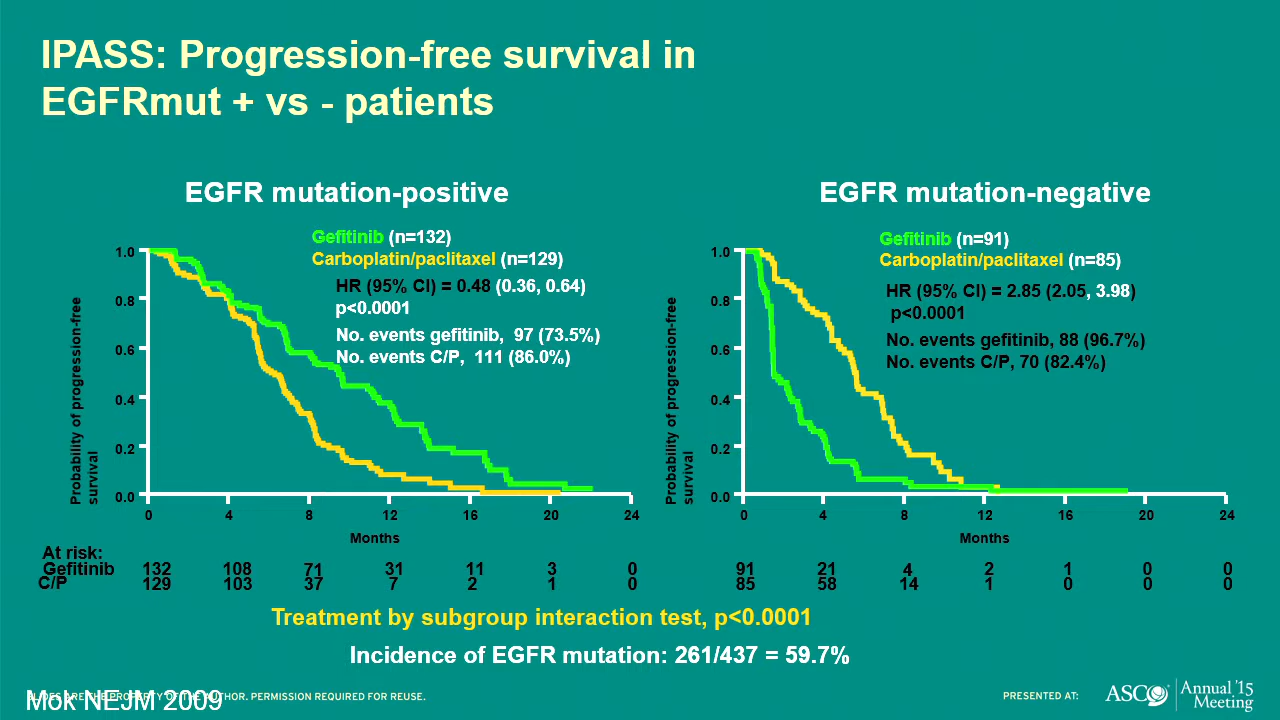 IPASS: Progression-free survival in
EGFRmut + vs - patients
EGFR mutation-positive
Gefitinib (n=132)
Carboplatin/paclitaxel (n=129)
HR (95% CI) = 0.48 (0.36, 0.64)
p<0.0001
No. events gefitinib, 97 (73.5%)
No. events C/P, 111 (86.0%)
Probability of progression-free
survival
1.0
0.8
0.6
0.4
0.2
0.0
0 4 8 12 16 20 24
Months
EGFR mutation-negative
Gefitinib (n=91)
Carboplatin/paclitaxel (n=85)
HR (95% CI) = 2.85 (2.05, 3.98)
p<0.0001
No. events gefitinib, 88 (96.7%)
No. events C/P, 70 (82.4%)
Probability of progression-free
survival
1.0
0.8
0.6
0.4
0.2
0.0
0 4 8 12 16 20 24
Months
At risk:
Gefitinib 132 108 71 31 11 3 0 91 21 4 2 1 0 0
C/P 129 103 37 7 2 1 0 85 58 14 1 0 0 0
Treatment by subgroup interaction test, p<0.0001
Incidence of EGFR mutation: 261/437 = 59.7%
SLIDES ARE THE PROPERTY OF THE AUTHOR. PERMISSION REQUIRED FOR REUSE.
Mok NEJM 2009
PRESENTED AT:
ASCO
Annual '15
Meeting